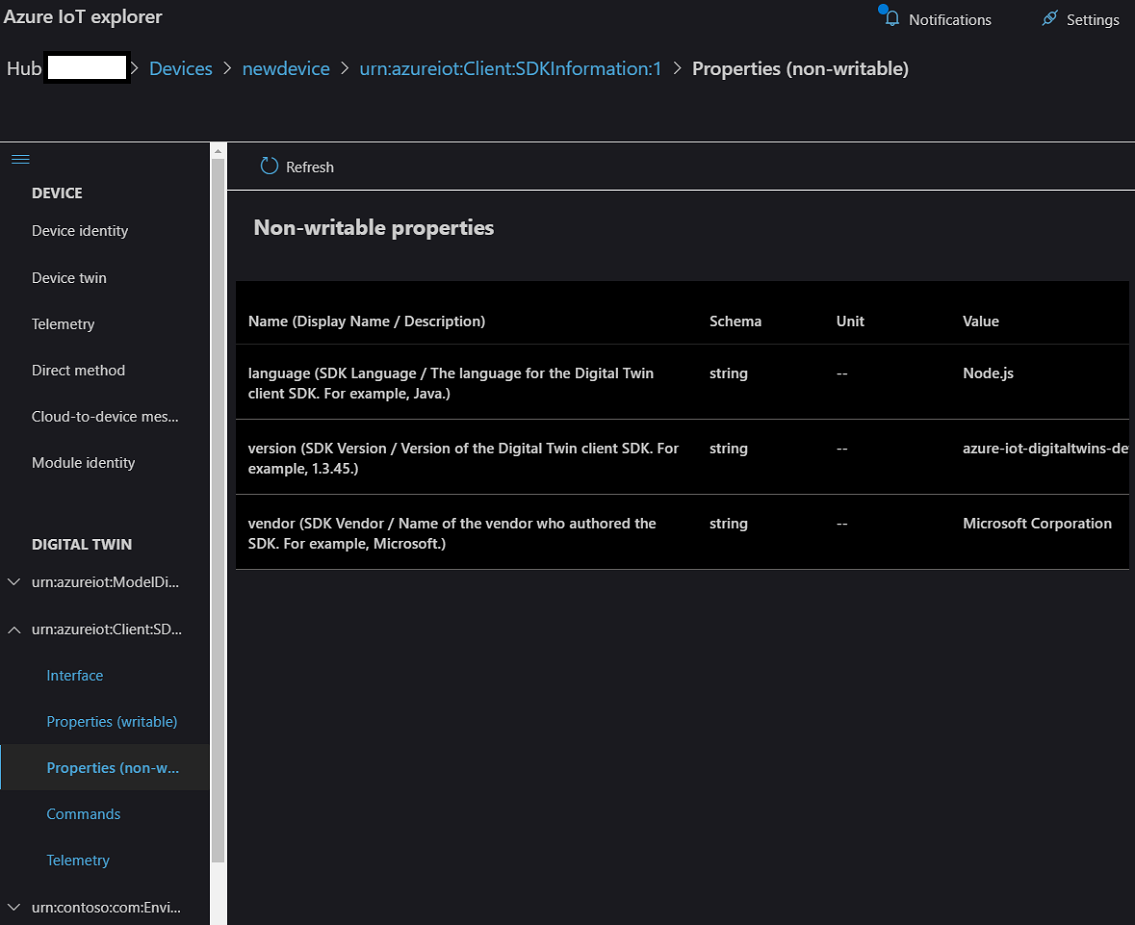 Azure IoT explorer
Notifications
Settings
Hub > Devices > newdevice > urn:azureiot:Client:SDKInformation:1 > Properties (non-writable)
DEVICE
Device identity
Device twin
Telemetry
Direct method
Cloud-to-device mes...
Module identity
DIGITAL TWIN
urn:azureiot:ModelDi...
urn:azureiot:Client:SD...
Interface
Properties (writable)
Properties (non-w...
Commands
Telemetry
urn:contoso:com:Envi...
Refresh
Non-writable properties
Name (Display Name / Description) Schema Unit Value
language (SDK Language / The language for the Digital Twin
client SDK. For example, Java.)
string -- Node.js
version (SDK Version / Version of the Digital Twin client SDK. For
example, 1.3.45.)
string -- azure-iot-digitaltwins-de
vendor (SDK Vendor / Name of the vendor who authored the
SDK. For example, Microsoft.)
string -- Microsoft Corporation